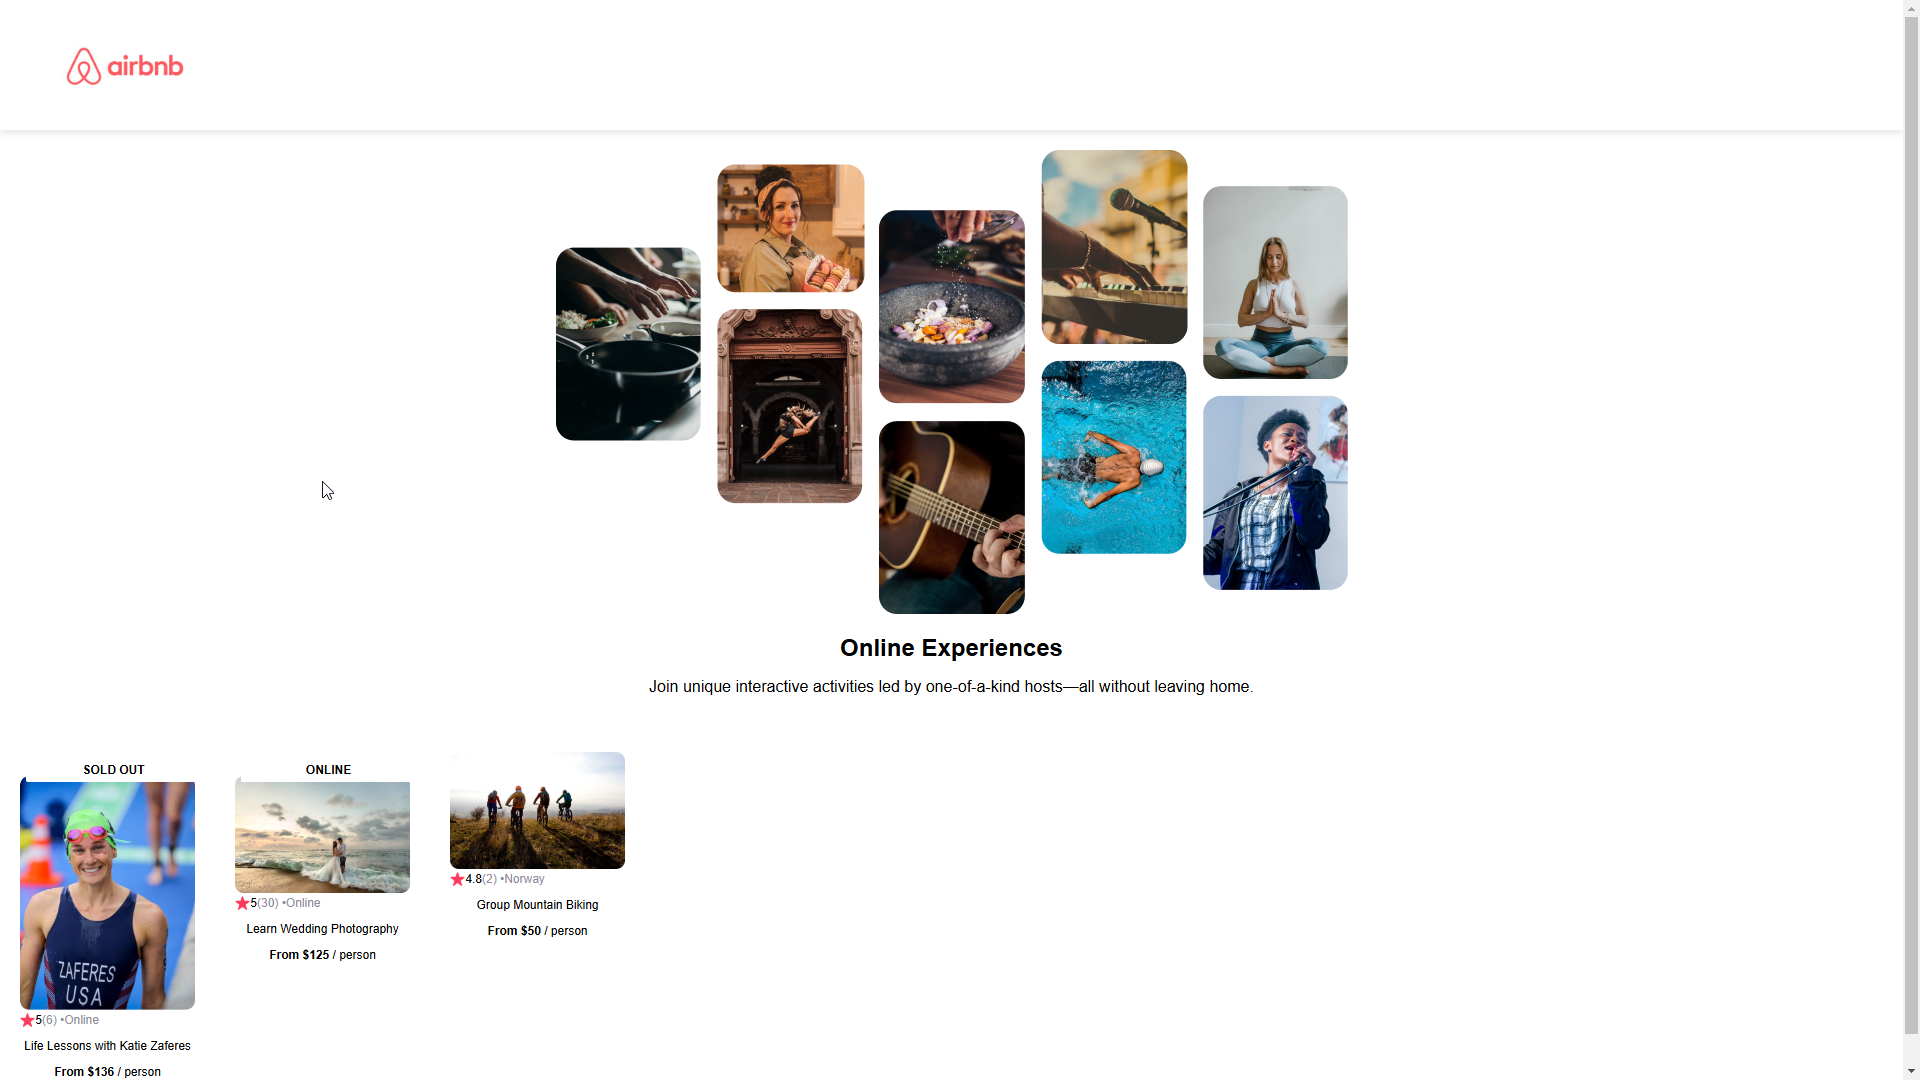 airbnb
Online Experiences
Join unique interactive activities led by one-of-a-kind hosts—all without leaving home.
SOLD OUT
ZAFERES
USA
5(6) •Online
Life Lessons with Katie Zaferes
From $136 / person
ONLINE
5(30) •Online
Learn Wedding Photography
From $125 / person
4.8(2) •Norway
Group Mountain Biking
From $50 / person